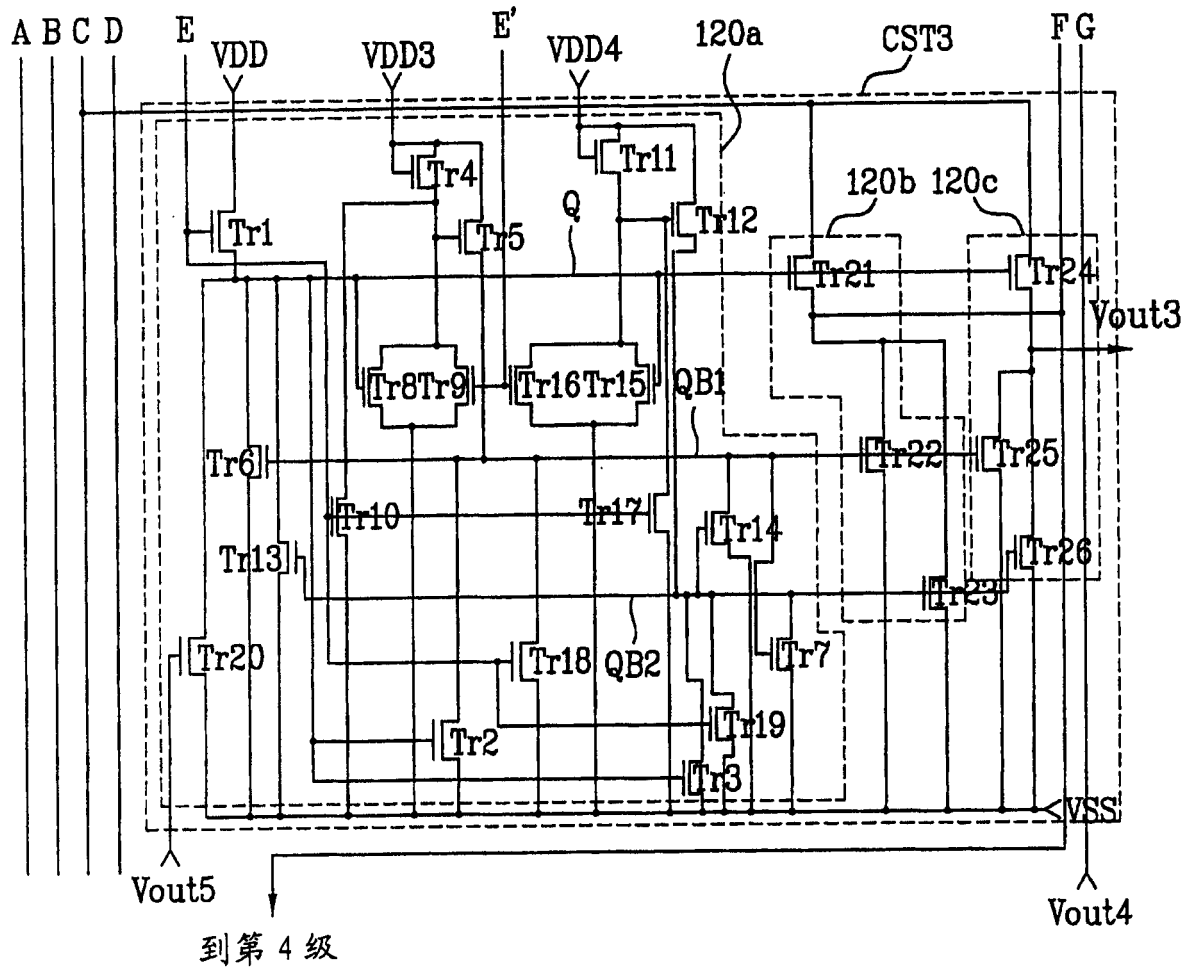 A B C D E E' F G
VDD VDD3 VDD4 120a CST3
Tr4 Tr11
120b 120c
Q
Tr1 Tr5 Tr12
Tr21 Tr24
Vout3
Tr8 Tr9 Tr16 Tr15 QB1
Tr6 Tr22 Tr25
Tr10 Tr17 Tr14
Tr13 Tr26
Tr23
Tr20 Tr18 QB2 Tr7
Tr2 Tr19
Tr3
VSS
Vout5 Vout4
到第 4 级